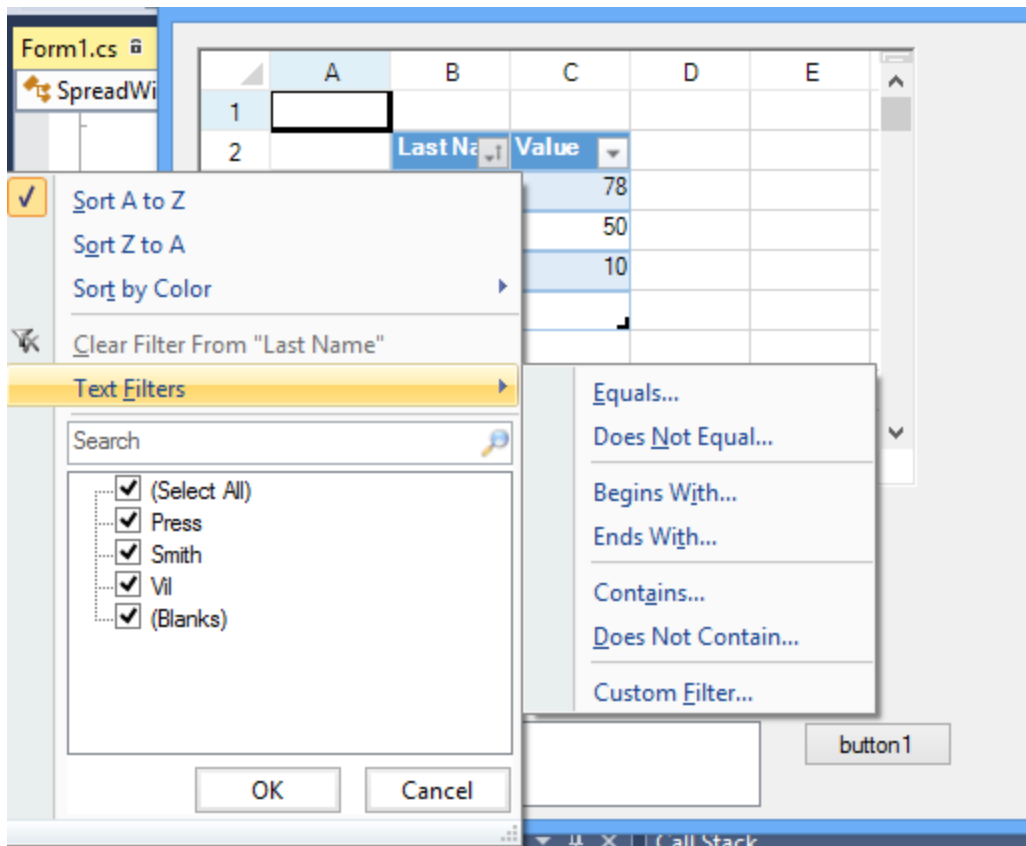 Form1.cs
SpreadWi
A B C D E
1
2 Last Na Value
78
50
10
Sort A to Z
Sort Z to A
Sort by Color
Clear Filter From "Last Name"
Text Filters
Search
(Select All)
Press
Smith
Vil
(Blanks)
OK Cancel
Equals...
Does Not Equal...
Begins With...
Ends With...
Contains...
Does Not Contain...
Custom Filter...
button1
Call Stack